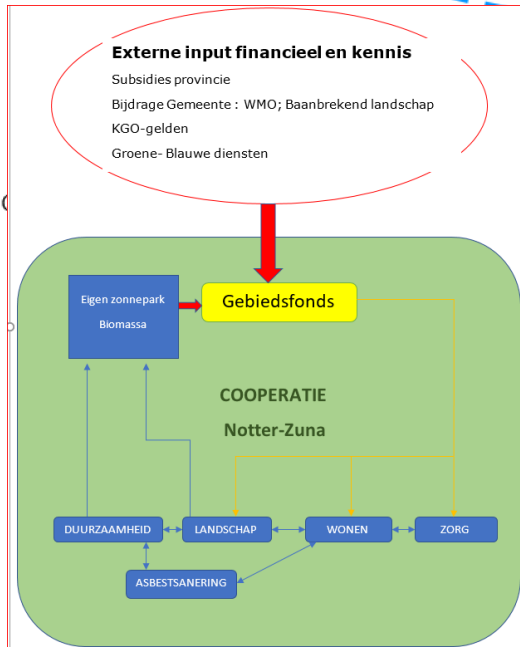 Externe input financieel en kennis
Subsidies provincie
Bijdrage Gemeente : WMO; Baanbrekend landschap
KGO-gelden
Groene- Blauwe diensten
Eigen zonnepark
Biomassa
Gebiedsfonds
COOPERATIE
Notter-Zuna
DUURZAAMHEID
LANDSCHAP
WONEN
ZORG
ASBESTSANERING